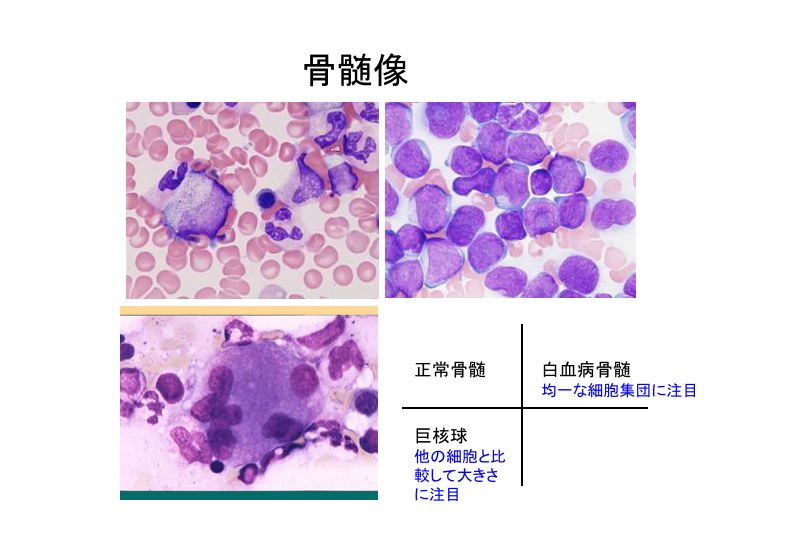 骨髄像
正常骨髄
白血病骨髄
均一な細胞集団に注目
巨核球
他の細胞と比
較して大きさ
に注目